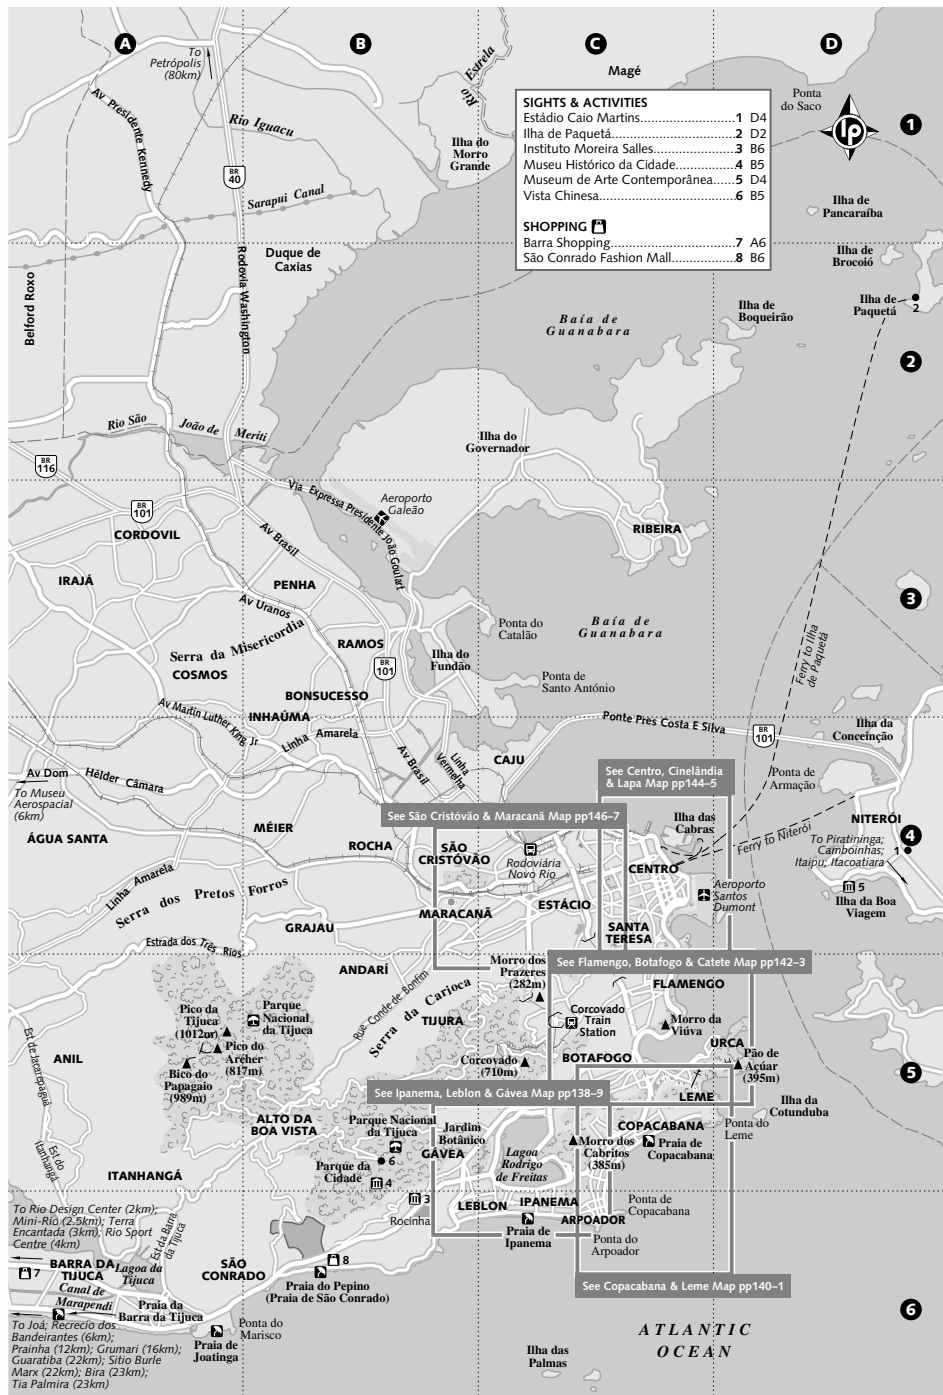 A
B
C
D
To
Petrópolis
(80km)
Rio Estrela
Magé
Ponta
do Saco
Av Presidente Kennedy
Rio Iguacu
SIGHTS & ACTIVITIES
Estádio Caio Martins 1 D4
Ilha de Paquetá 2 D2
Instituto Moreira Salles 3 B6
Museu Histórico da Cidade 4 B5
Museum de Arte Contemporânea 5 D4
Vista Chinesa 6 B5
SHOPPING
Barra Shopping 7 A6
São Conrado Fashion Mall 8 B6
lp
1
Ilha do
Morro
Grande
BR
40
Sarapuí Canal
Ilha de
Pancaraíba
Duque de
Caxias
Rodovia Washington
Belford Roxo
Ilha de
Brocoió
Ilha de
Paquetá
2
Ilha de
Boqueirão
Baía de
Guanabara
2
Rio São João de Meriti
Ilha do
Governador
BR
116
BR
101
Via Expressa Presidente João Goulart
Aeroporto
Galeão
CORDOVIL
Av Brasil
RIBEIRA
IRAJÁ
PENHA
3
Av Uranos
Serra da Misericordia
Ponta do
Catalão
Baía de
Guanabara
Ferry to Ilha
de Paquetá
RAMOS
BR
101
Ilha do
Fundão
COSMOS
BONSUCESSO
Ponta de
Santo António
Av Martin Luther King Jr
INHAÚMA
Linha Amarela
Ponte Pres Costa E Silva
BR
101
Ilha da
Conceinção
Av Brasil
Linha
Vermelha
CAJU
Av Dom Hélder Câmara
To Museu
Aerospacial
(6km)
See Centro, Cinelândia
& Lapa Map pp144–5
Ponta de
Armação
See São Cristóvão & Maracanã Map pp146–7
Ilha das
Cabras
NITERÓI
MÉIER
ÁGUA SANTA
ROCHA
SÃO
CRISTÓVÃO
Rodoviária
Novo Rio
CENTRO
Ferry to Niterói
To Piratininga;
Camboinhas;
Itaipu; Itacoatiara
1
4
Linha Amarela
Serra dos Pretos Forros
Aeroporto
Santos
Dumont
5
Ilha da Boa
Viagem
MARACANÃ
ESTÁCIO
GRAJAU
SANTA
TERESA
Estrada dos Três Rios
ANDARÍ
Morro dos
Prazeres
(282m)
See Flamengo, Botafogo & Catete Map pp142–3
Rue Conde de Bonfim
Serra da Carioca
FLAMENGO
Pico da
Tijuca
(1012m)
Parque
Nacional
da Tijuca
TIJURA
Corcovado
Train
Station
Morro da
Viúva
Est de Jacarepaguá
ANIL
Pico do
Archer
(817m)
Bico do
Papagaio
(989m)
Corcovado
(710m)
BOTAFOGO
URCA
Pão de
Açúar
(395m)
5
See Ipanema, Leblon & Gávea Map pp138–9
LEME
Ilha da
Cotunduba
ALTO DA
BOA VISTA
Parque Nacional
da Tijuca
Jardim
Botânico
GÁVEA
COPACABANA
Ponta do
Leme
Est do
Itanhangá
6
Lagoa
Rodrigo
de Freitas
Morro dos
Cabritos
(385m)
Praia de
Copacabana
ITANHANGÁ
Parque da
Cidade
4
3
Rocinha
LEBLON
IPANEMA
Ponta de
Copacabana
To Rio Design Center (2km);
Mini-Rio (2.5km); Terra
Encantada (3km); Rio Sport
Centre (4km)
Est da Barra
da Tijuca
Praia de
Ipanema
ARPOADOR
Ponta do
Arpoador
7
BARRA DA
TIJUCA
Lagoa da
Tijuca
SÃO
CONRADO
8
Praia do Pepino
(Praia de São Conrado)
See Copacabana & Leme Map pp140–1
Canal de
Marapendi
Praia da
Barra da Tijuca
6
To Joá; Recrecio dos
Bandeirantes (6km);
Prainha (12km); Grumari (16km);
Guaratiba (22km); Sitio Burle
Marx (22km); Bira (23km);
Tia Palmira (23km)
Ponta do
Marisco
Praia de
Joatinga
Ilha das
Palmas
ATLANTIC
OCEAN